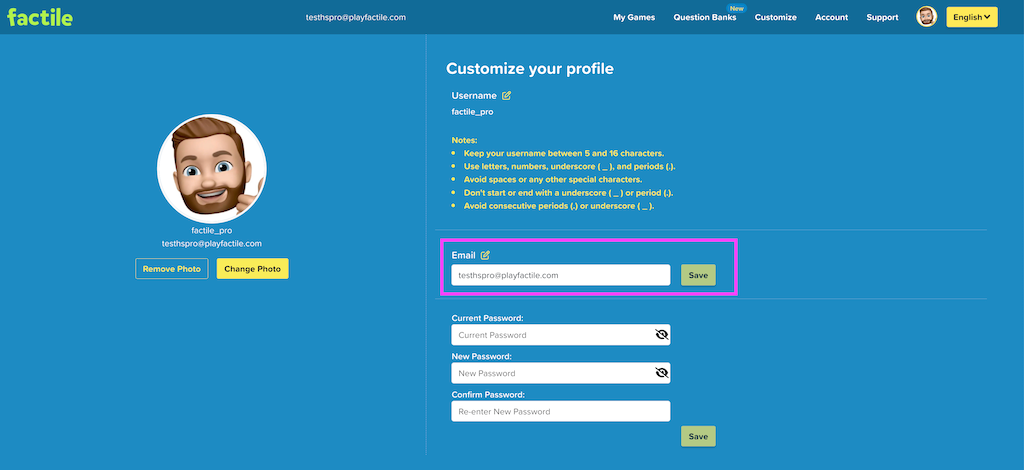 factile
testhspro@playfactile.com
My Games
Question Banks
New
Customize
Account
Support
English
factile_pro
testhspro@playfactile.com
Remove Photo
Change Photo
Customize your profile
Username
factile_pro
Notes:
• Keep your username between 5 and 16 characters.
• Use letters, numbers, underscore ( _ ), and periods (.).
• Avoid spaces or any other special characters.
• Don't start or end with a underscore ( _ ) or period (.).
• Avoid consecutive periods (.) or underscore ( _ ).
Email
testhspro@playfactile.com
Save
Current Password:
Current Password
New Password:
New Password
Confirm Password:
Re-enter New Password
Save